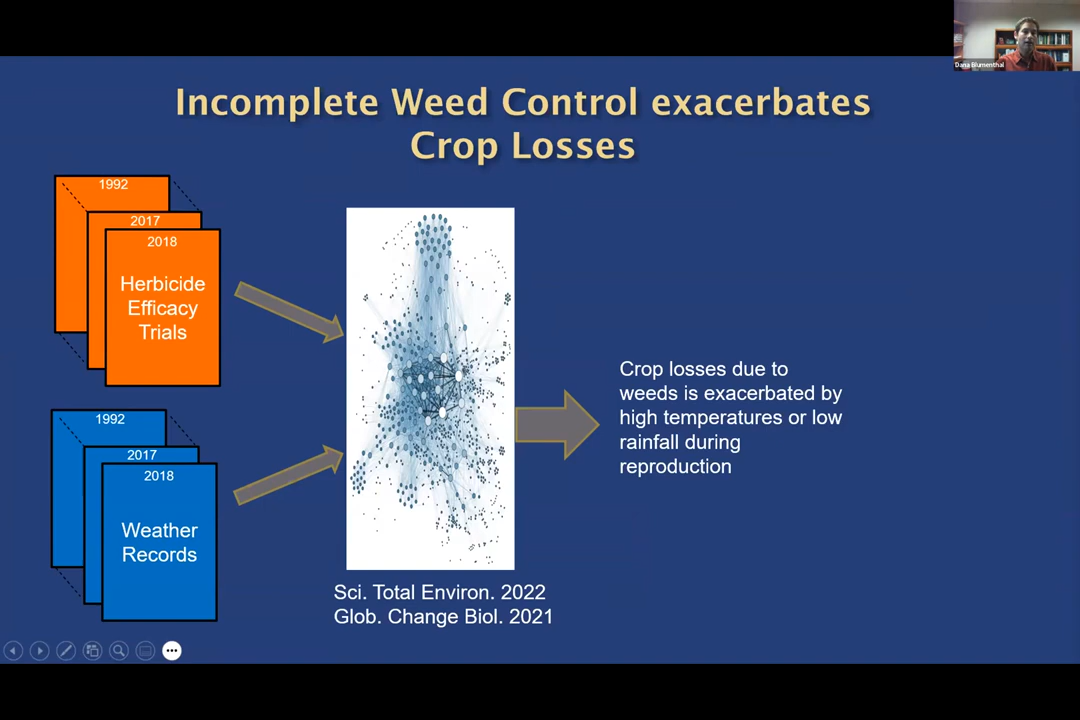 Dana Blumenthal
Incomplete Weed Control exacerbates
Crop Losses
1992
2017
2018
Herbicide
Efficacy
Trials
1992
2017
2018
Weather
Records
Sci. Total Environ. 2022
Glob. Change Biol. 2021
Crop losses due to
weeds is exacerbated by
high temperatures or low
rainfall during
reproduction